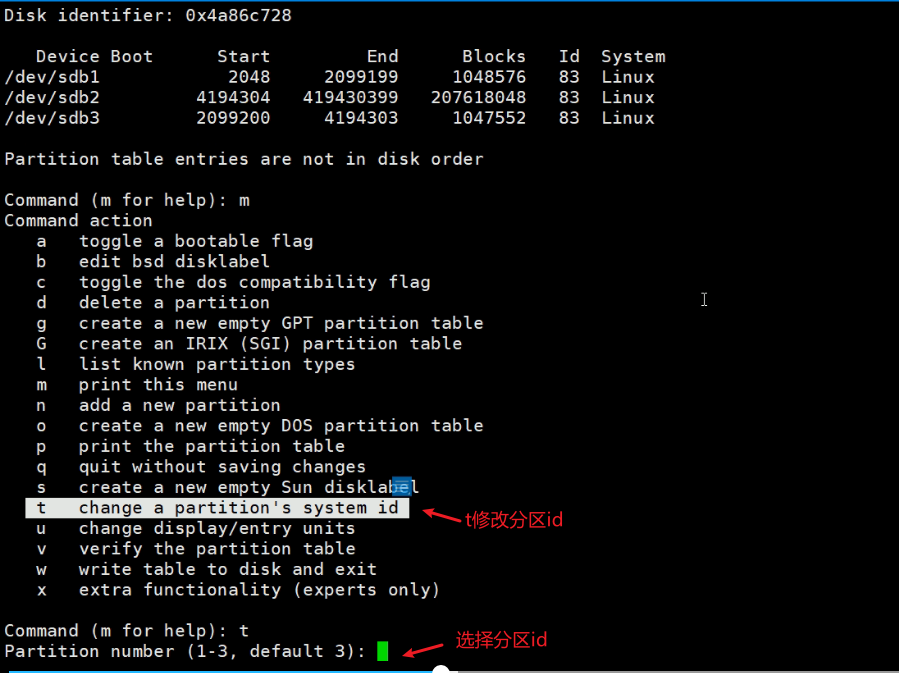 Disk identifier: 0x4a86c728
Device Boot Start End Blocks Id System
/dev/sdb1 2048 2099199 1048576 83 Linux
/dev/sdb2 4194304 419430399 207618048 83 Linux
/dev/sdb3 2099200 4194303 1047552 83 Linux
Partition table entries are not in disk order
Command (m for help): m
Command action
a toggle a bootable flag
b edit bsd disklabel
c toggle the dos compatibility flag
d delete a partition
g create a new empty GPT partition table
G create an IRIX (SGI) partition table
l list known partition types
m print this menu
n add a new partition
o create a new empty DOS partition table
p print the partition table
q quit without saving changes
s create a new empty Sun disklabel
t change a partition's system id
t修改分区id
u change display/entry units
v verify the partition table
w write table to disk and exit
x extra functionality (experts only)
Command (m for help): t
Partition number (1-3, default 3):
选择分区id